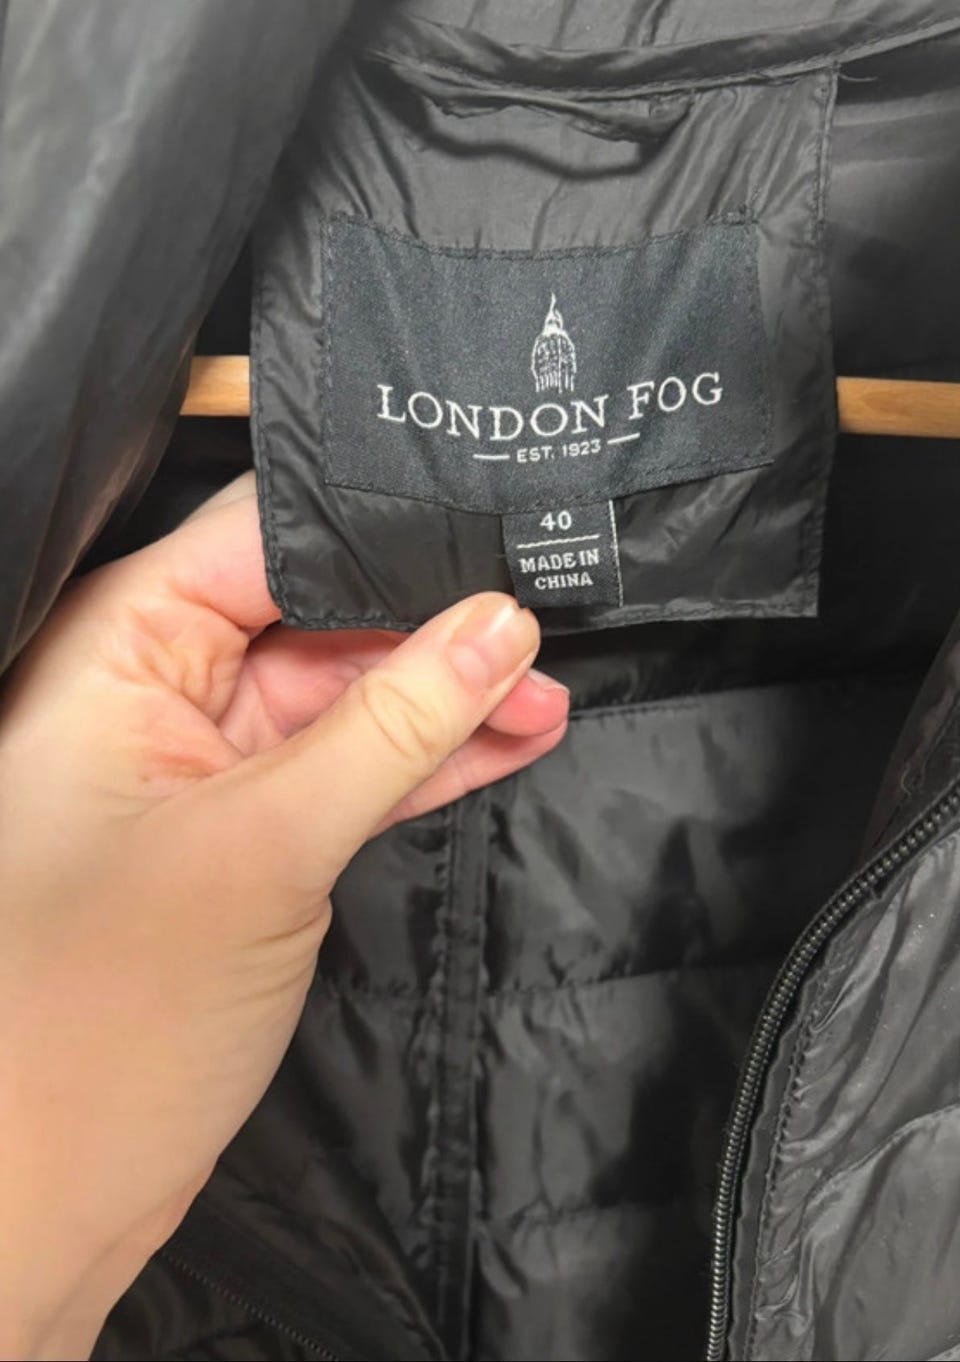 LONDON FOG
EST. 1923
40
MADE IN
CHINA